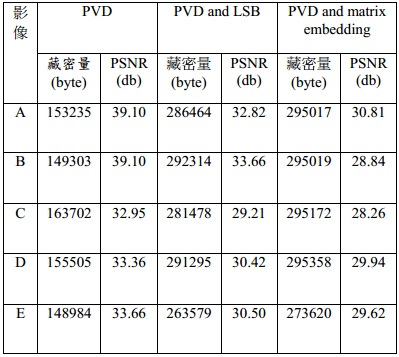 影像 PVD PVD and LSB PVD and matrix embedding
藏密量 (byte) PSNR (db) 藏密量 (byte) PSNR (db) 藏密量 (byte) PSNR (db)
A 153235 39.10 286464 32.82 295017 30.81
B 149303 39.10 292314 33.66 295019 28.84
C 163702 32.95 281478 29.21 295172 28.26
D 155505 33.36 291295 30.42 295358 29.94
E 148984 33.66 263579 30.50 273620 29.62